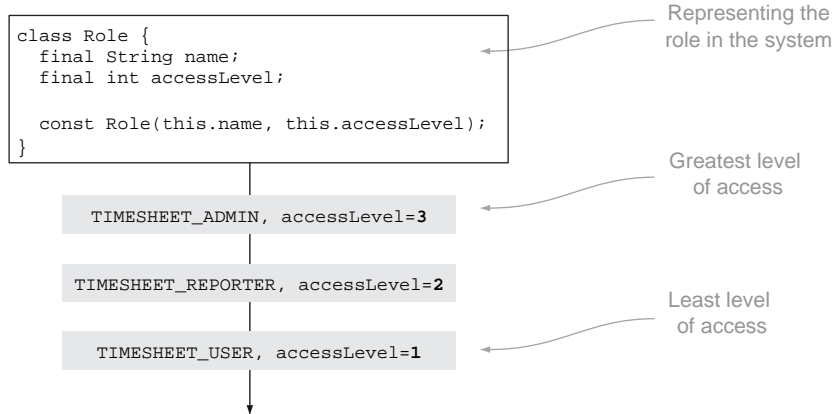 Representing the
role in the system
class Role {
  final String name;
  final int accessLevel;
  const Role(this.name, this.accessLevel);
}
Greatest level
of access
TIMESHEET_ADMIN, accessLevel=3
TIMESHEET_REPORTER, accessLevel=2
Least level
of access
TIMESHEET_USER, accessLevel=1